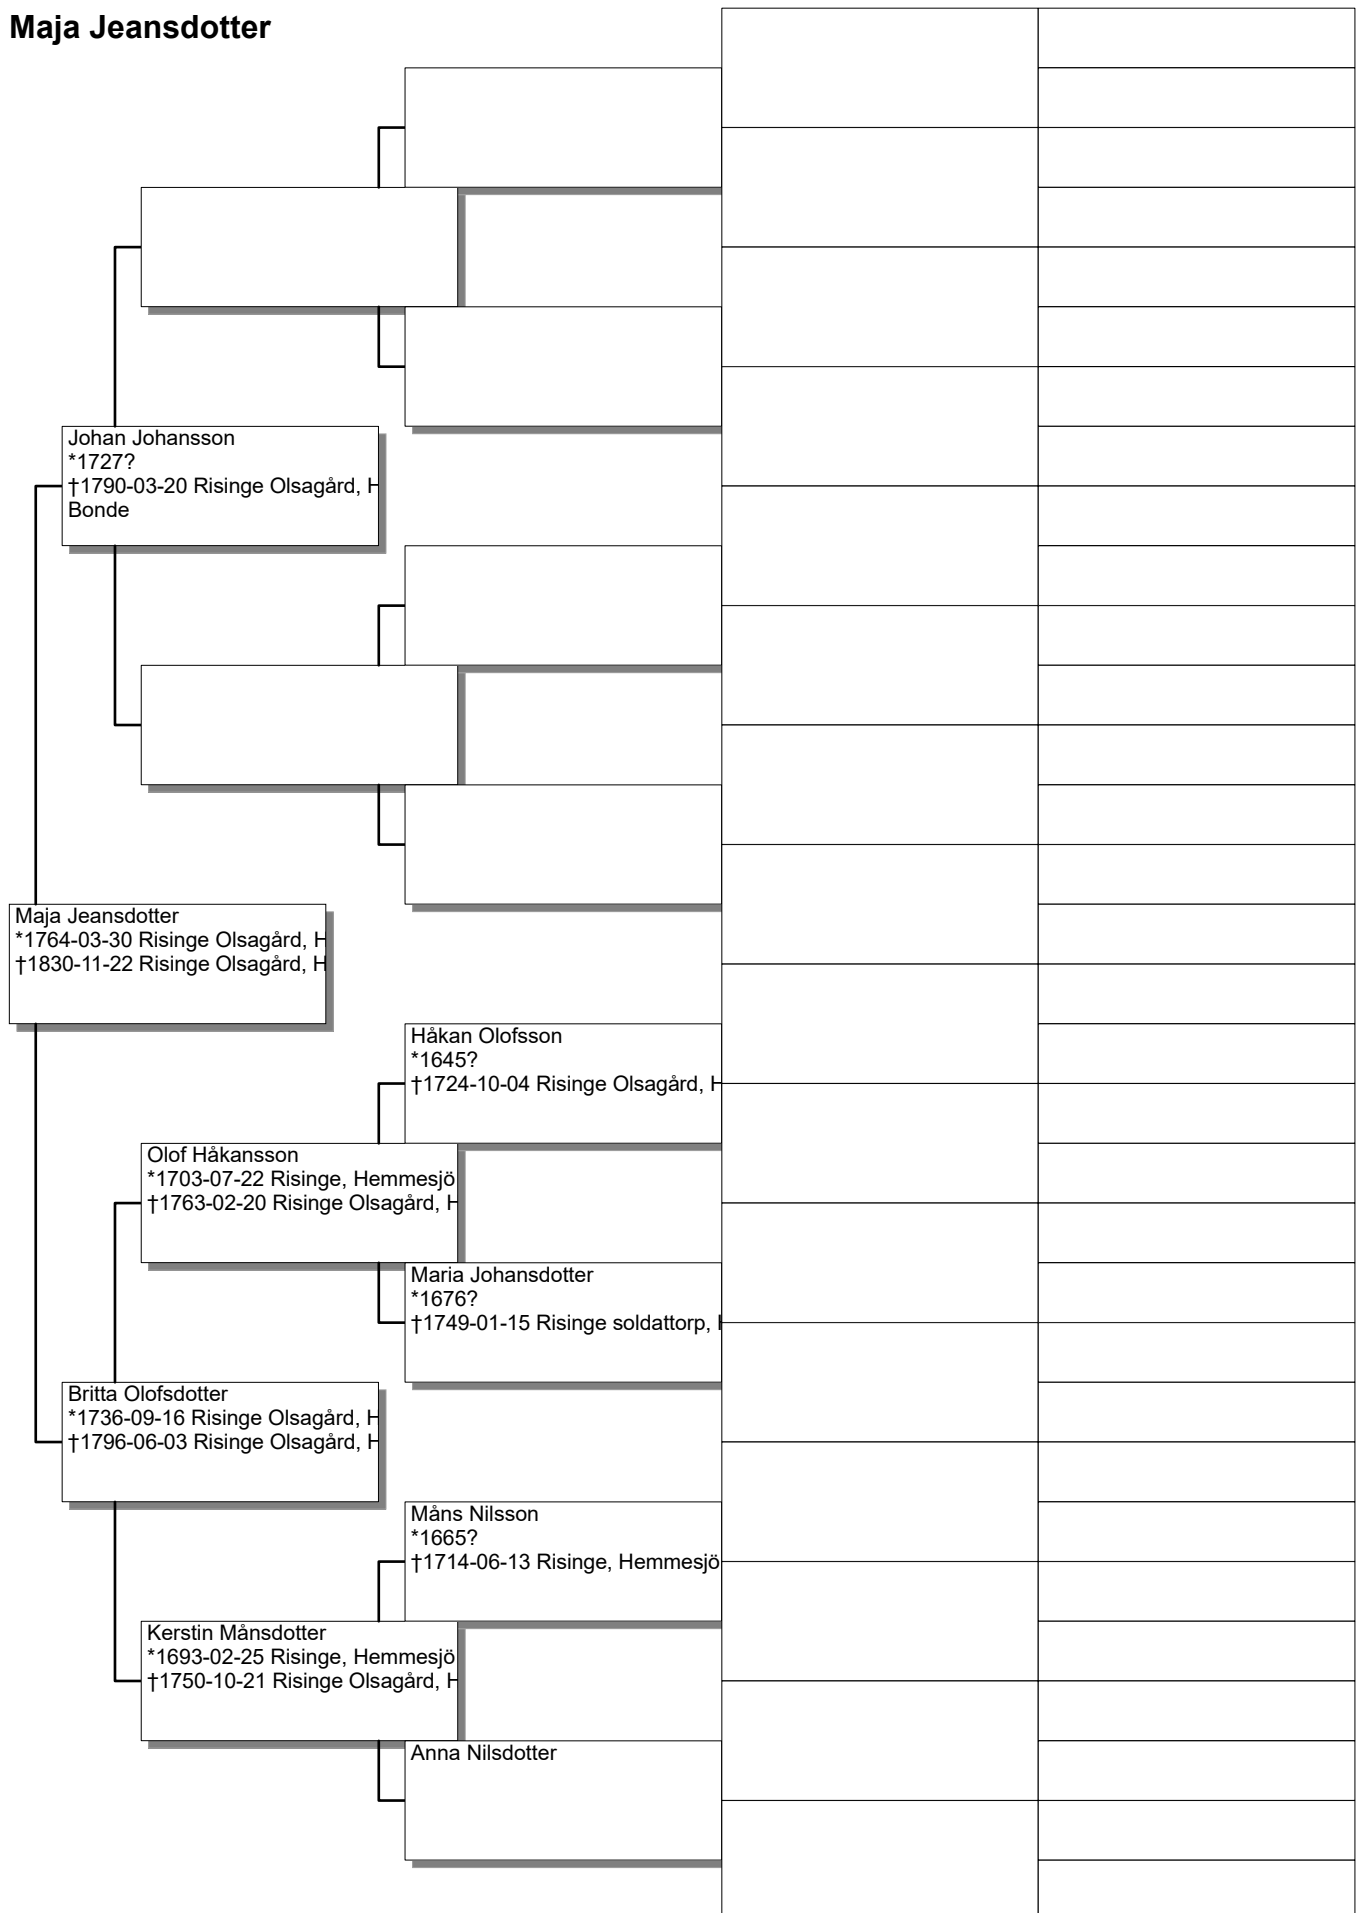 Maja Jeansdotter
Johan Johansson
*1727?
†1790-03-20 Risinge Olsagård, H
Bonde
Maja Jeansdotter
*1764-03-30 Risinge Olsagård, H
†1830-11-22 Risinge Olsagård, H
Håkan Olofsson
*1645?
†1724-10-04 Risinge Olsagård, H
Olof Håkansson
*1703-07-22 Risinge, Hemmesjö
†1763-02-20 Risinge Olsagård, H
Maria Johansdotter
*1676?
†1749-01-15 Risinge soldattorp, H
Britta Olofsdotter
*1736-09-16 Risinge Olsagård, H
†1796-06-03 Risinge Olsagård, H
Måns Nilsson
*1665?
†1714-06-13 Risinge, Hemmesjö
Kerstin Månsdotter
*1693-02-25 Risinge, Hemmesjö
†1750-10-21 Risinge Olsagård, H
Anna Nilsdotter